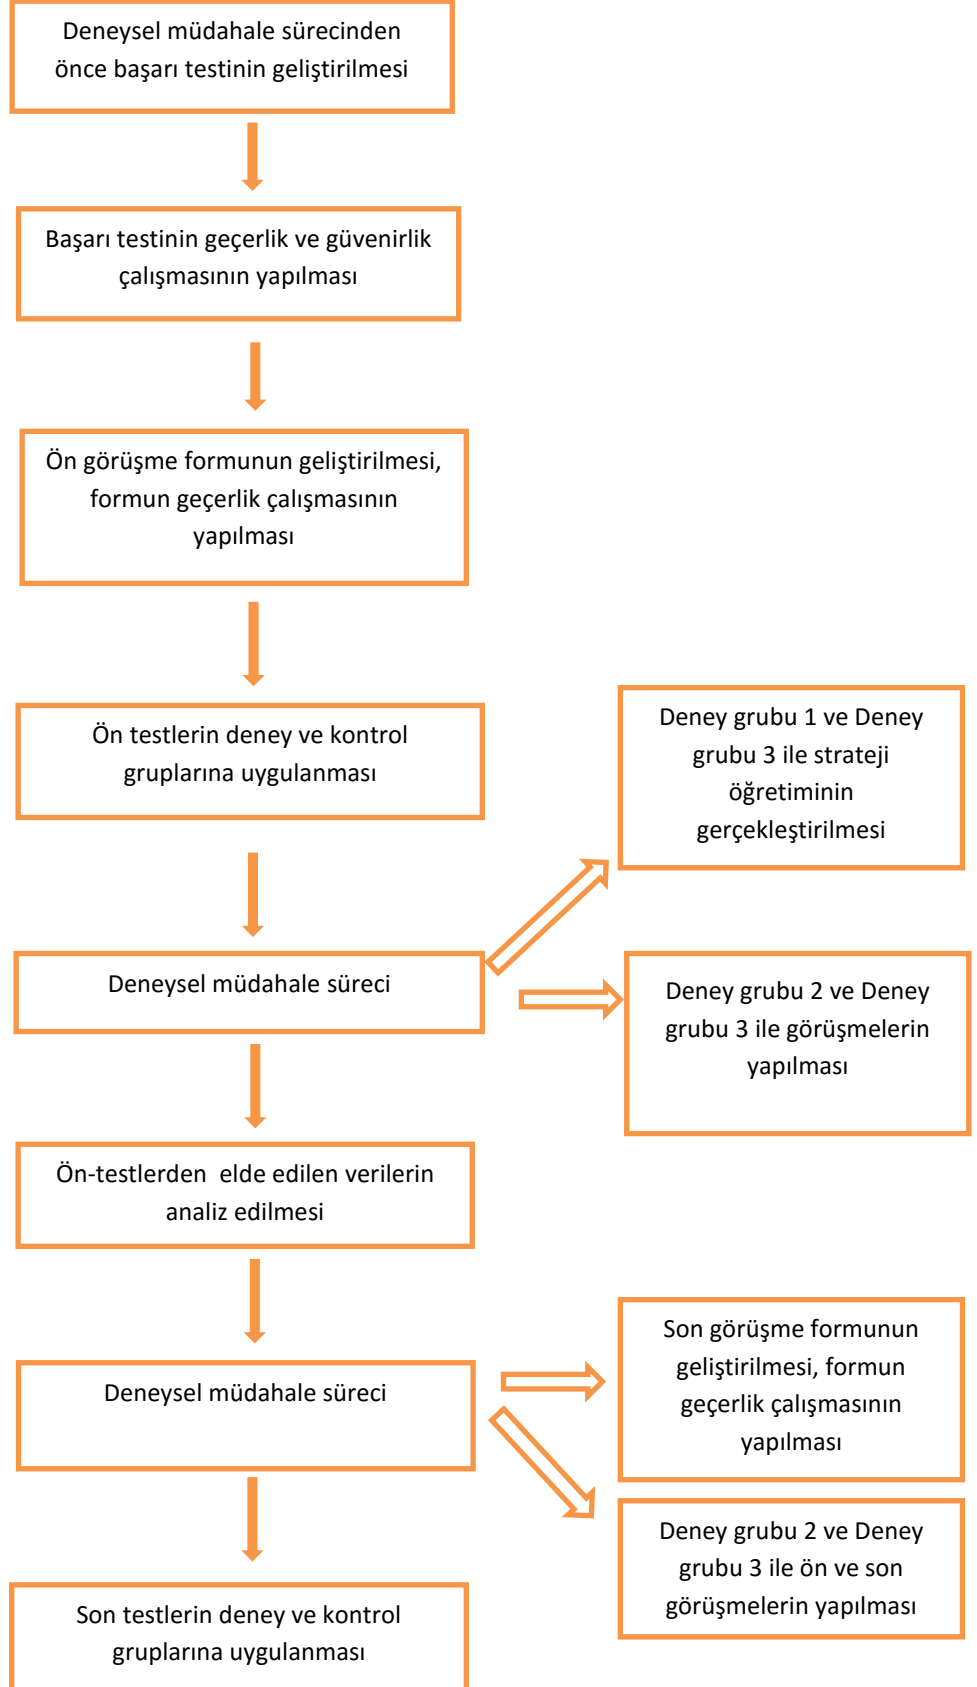 Deneysel müdahale sürecinden
önce başarı testinin geliştirilmesi
Başarı testinin geçerlik ve güvenirlik
çalışmasının yapılması
Ön görüşme formunun geliştirilmesi,
formun geçerlik çalışmasının
yapılması
Ön testlerin deney ve kontrol
gruplarına uygulanması
Deney grubu 1 ve Deney
grubu 3 ile strateji
öğretiminin
gerçekleştirilmesi
Deneysel müdahale süreci
Deney grubu 2 ve Deney
grubu 3 ile görüşmelerin
yapılması
Ön-testlerden  elde edilen verilerin
analiz edilmesi
Deneysel müdahale süreci
Son görüşme formunun
geliştirilmesi, formun
geçerlik çalışmasının
yapılması
Deney grubu 2 ve Deney
grubu 3 ile ön ve son
görüşmelerin yapılması
Son testlerin deney ve kontrol
gruplarına uygulanması